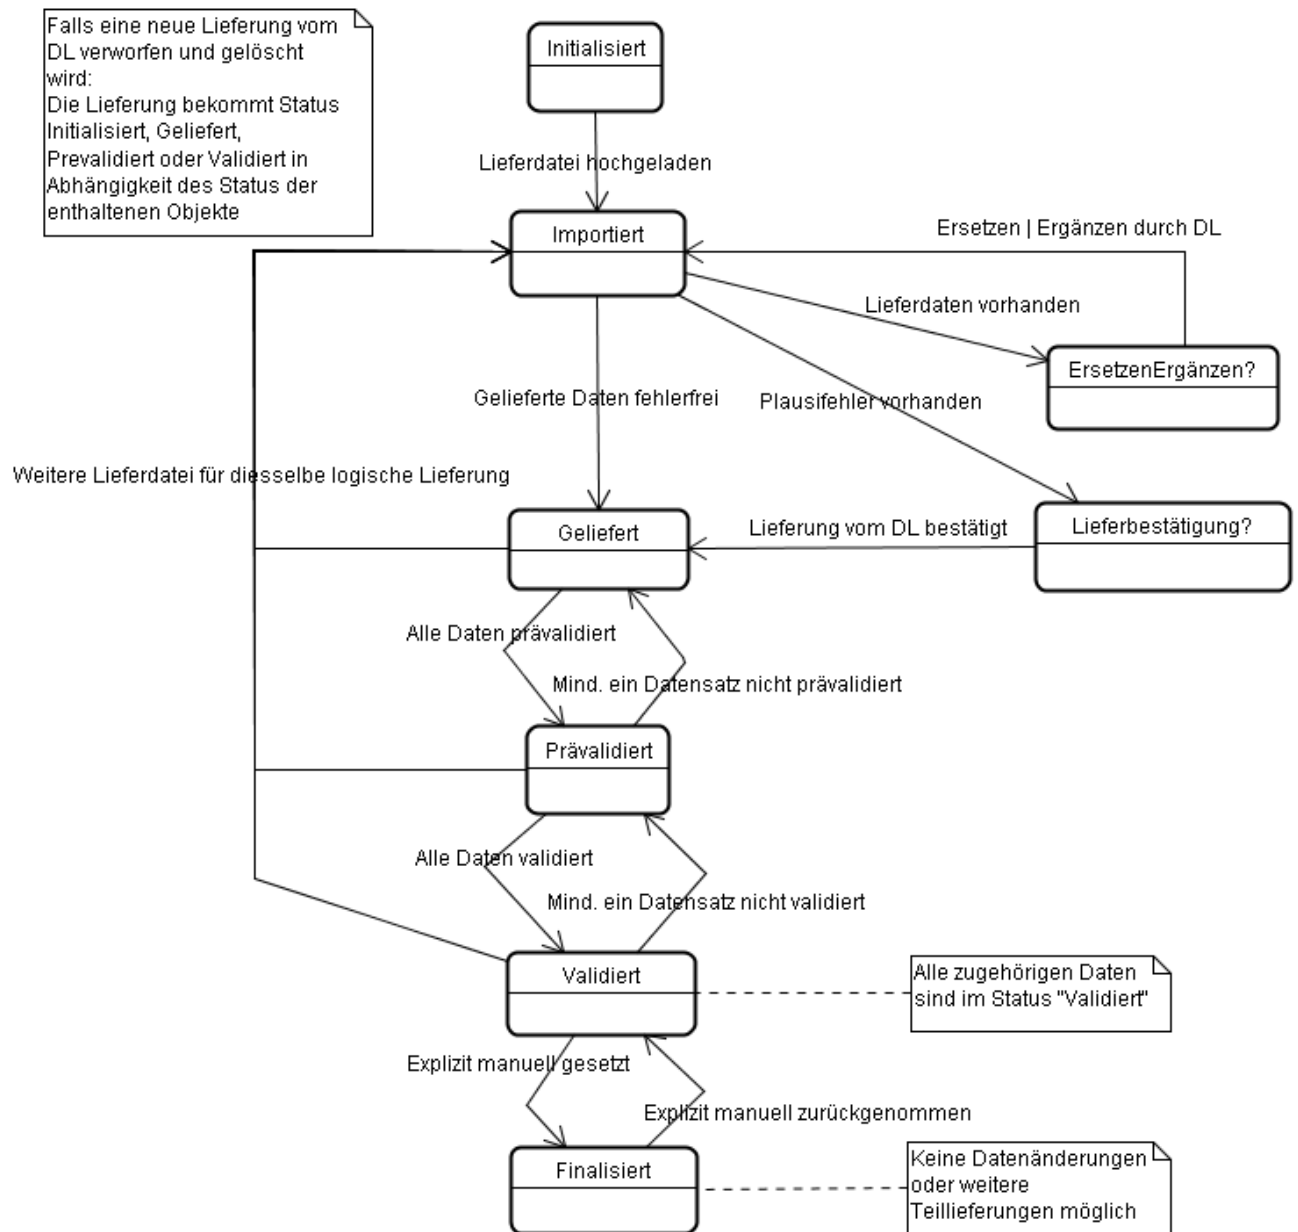 Falls eine neue Lieferung vom
DL verworfen und gelöscht
wird:
Die Lieferung bekommt Status
Initialisiert, Geliefert,
Prevalidiert oder Validiert in
Abhängigkeit des Status der
enthaltenen Objekte
Initialisiert
Lieferdatei hochgeladen
Importiert
Ersetzen | Ergänzen durch DL
Lieferdaten vorhanden
ErsetzenErgänzen?
Gelieferte Daten fehlerfrei
Plausifehler vorhanden
Weitere Lieferdatei für diesselbe logische Lieferung
Geliefert
Lieferung vom DL bestätigt
Lieferbestätigung?
Alle Daten prävalidiert
Mind. ein Datensatz nicht prävalidiert
Prävalidiert
Alle Daten validiert
Mind. ein Datensatz nicht validiert
Validiert
Alle zugehörigen Daten
sind im Status "Validiert"
Explizit manuell gesetzt
Explizit manuell zurückgenommen
Finalisiert
Keine Datenänderungen
oder weitere
Teillieferungen möglich